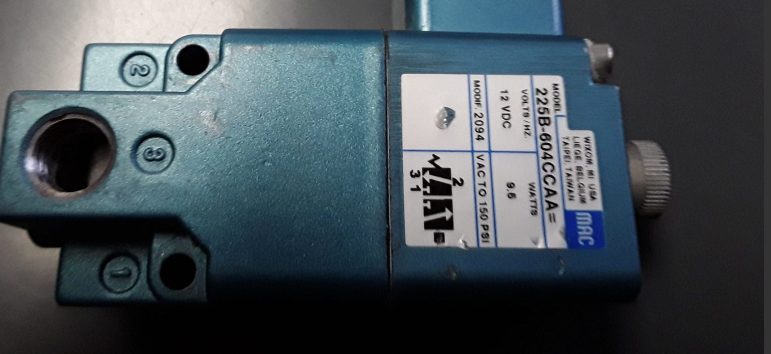 MODEL
225B-604CCAA=
WIXOM, MI USA
LIEGE, BELGIUM
TAIPEI, TAIWAN
MAC
VOLTS/HZ.
WATTS
12 VDC
9.5
MODIF. 2094
VAC TO 150 PSI
2
3 1
2
3
1